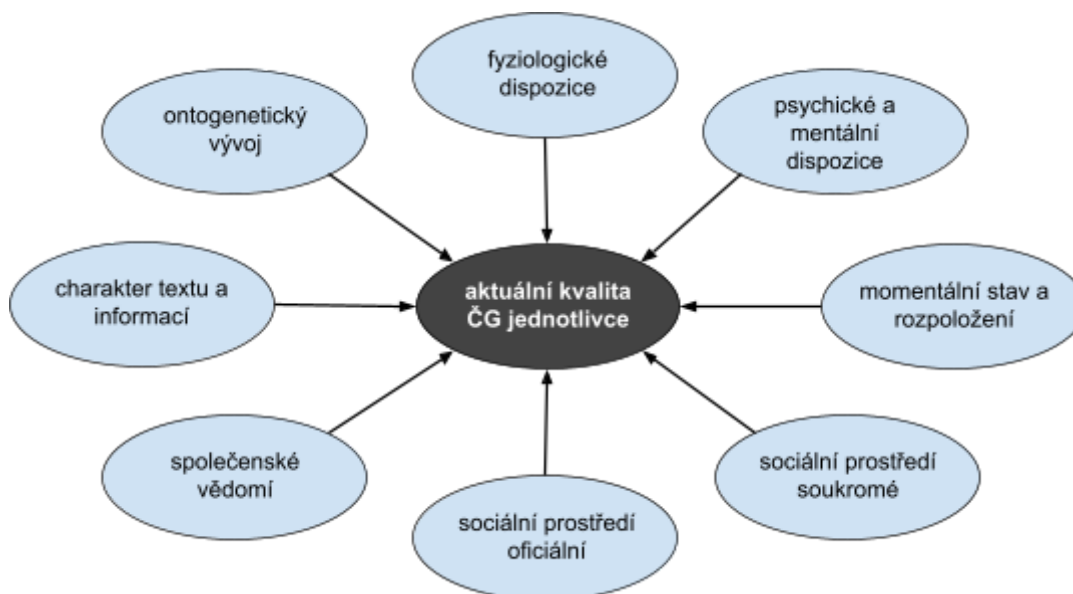 fyziologické
dispozice
psychické a
mentální
dispozice
ontogenetický
vývoj
charakter textu a
informací
aktuální kvalita
ČG jednotlivce
momentální stav a
rozpoložení
společenské
vědomí
sociální prostředí
oficiální
sociální prostředí
soukromé